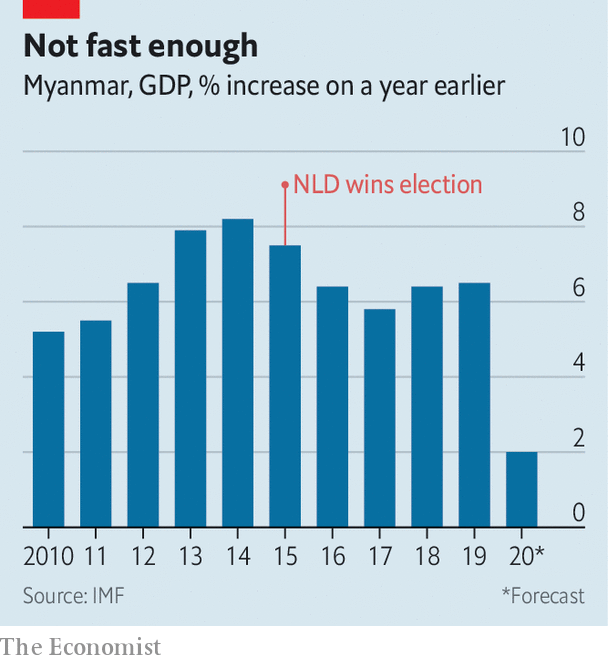 Not fast enough
Myanmar, GDP, % increase on a year earlier
10
NLD wins election
8
6
4
2
0
2010 11 12 13 14 15 16 17 18 19 20*
Source: IMF *Forecast
The Economist